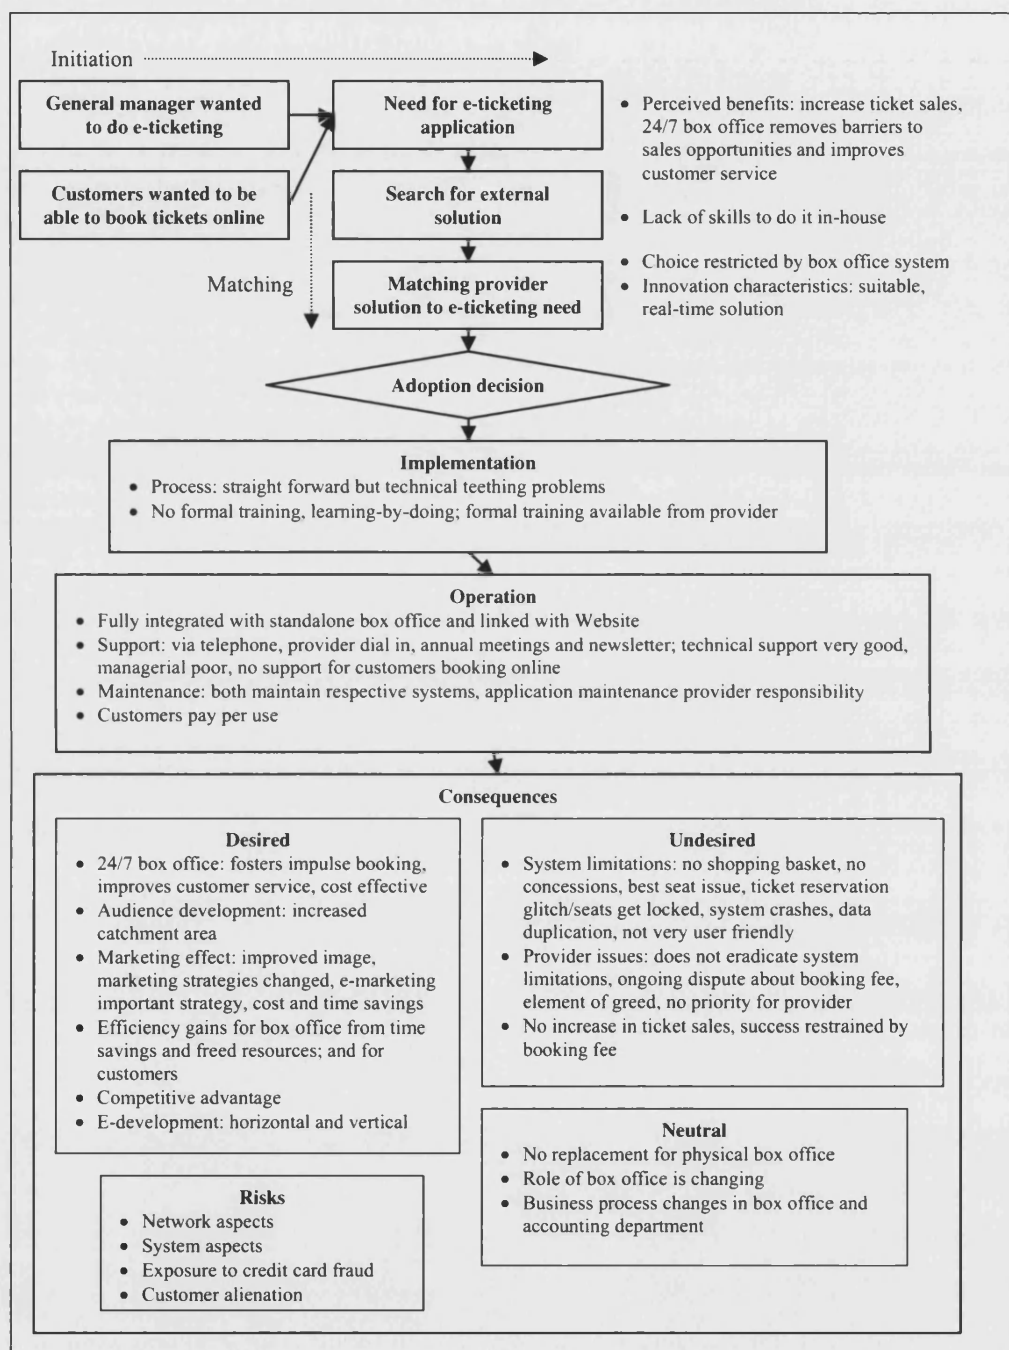 Initiation
General manager wanted
to do e-ticketing
Need for e-ticketing
application
• Perceived benefits: increase ticket sales,
24/7 box office removes barriers to
sales opportunities and improves
customer service
Customers wanted to be
able to book tickets online
Search for external
solution
• Lack of skills to do it in-house
Matching
Matching provider
solution to e-ticketing need
• Choice restricted by box office system
• Innovation characteristics: suitable,
real-time solution
Adoption decision
Implementation
• Process: straight forward but technical teething problems
• No formal training, learning-by-doing; formal training available from provider
Operation
• Fully integrated with standalone box office and linked with Website
• Support: via telephone, provider dial in, annual meetings and newsletter; technical support very good,
managerial poor, no support for customers booking online
• Maintenance: both maintain respective systems, application maintenance provider responsibility
• Customers pay per use
Consequences
Desired
• 24/7 box office: fosters impulse booking,
improves customer service, cost effective
• Audience development: increased
catchment area
• Marketing effect: improved image,
marketing strategies changed, e-marketing
important strategy, cost and time savings
• Efficiency gains for box office from time
savings and freed resources; and for
customers
• Competitive advantage
• E-development: horizontal and vertical
Undesired
• System limitations: no shopping basket, no
concessions, best seat issue, ticket reservation
glitch/seats get locked, system crashes, data
duplication, not very user friendly
• Provider issues: does not eradicate system
limitations, ongoing dispute about booking fee,
element of greed, no priority for provider
• No increase in ticket sales, success restrained by
booking fee
Neutral
• No replacement for physical box office
• Role of box office is changing
• Business process changes in box office and
accounting department
Risks
• Network aspects
• System aspects
• Exposure to credit card fraud
• Customer alienation